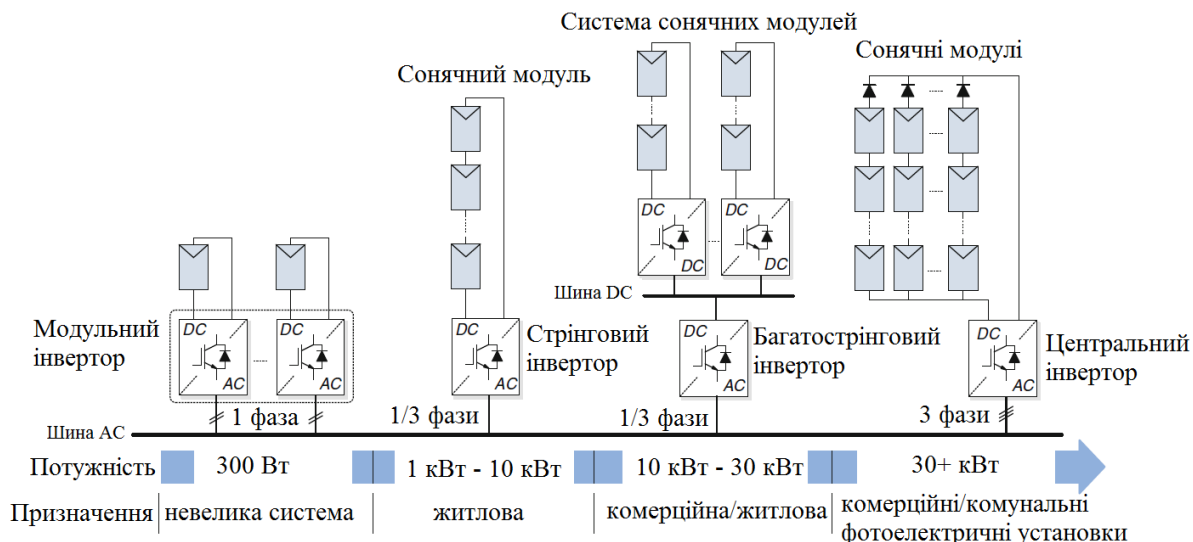 Система сонячних модулей
Сонячні модулі
Сонячний модуль
DC
DC
DC
DC
Шина DC
Модульний
інвертор
DC
AC
DC
AC
DC
AC
Стрінговий
інвертор
DC
AC
Багатострінговий
інвертор
DC
AC
Центральний
інвертор
1 фаза
1/3 фази
1/3 фази
3 фази
Шина AC
Потужність
300 Вт
1 кВт - 10 кВт
10 кВт - 30 кВт
30+ кВт
Призначення
невелика система
житлова
комерційна/житлова
комерційні/комунальні
фотоелектричні установки